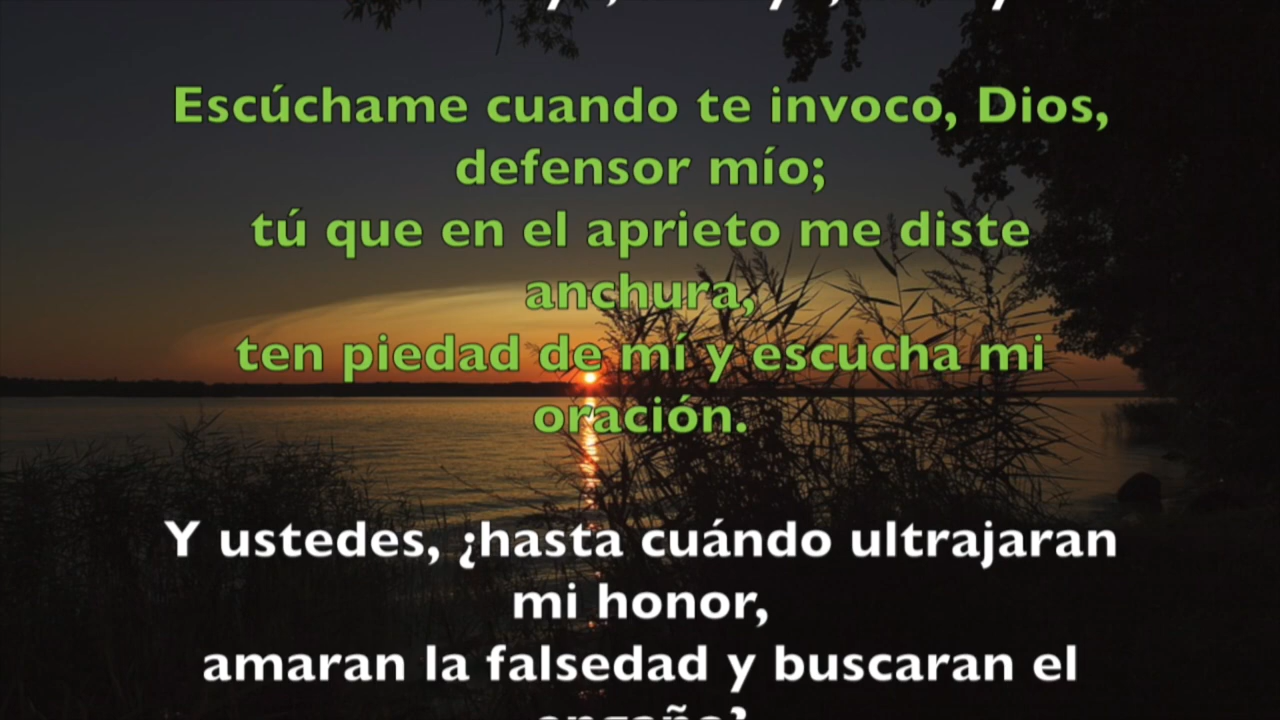 Escúchame cuando te invoco, Dios,
defensor mío;
tú que en el aprieto me diste
anchura,
ten piedad de mí y escucha mi
oración.
Y ustedes, ¿hasta cuándo ultrajaran
mi honor,
amaran la falsedad y buscaran el
engaño?